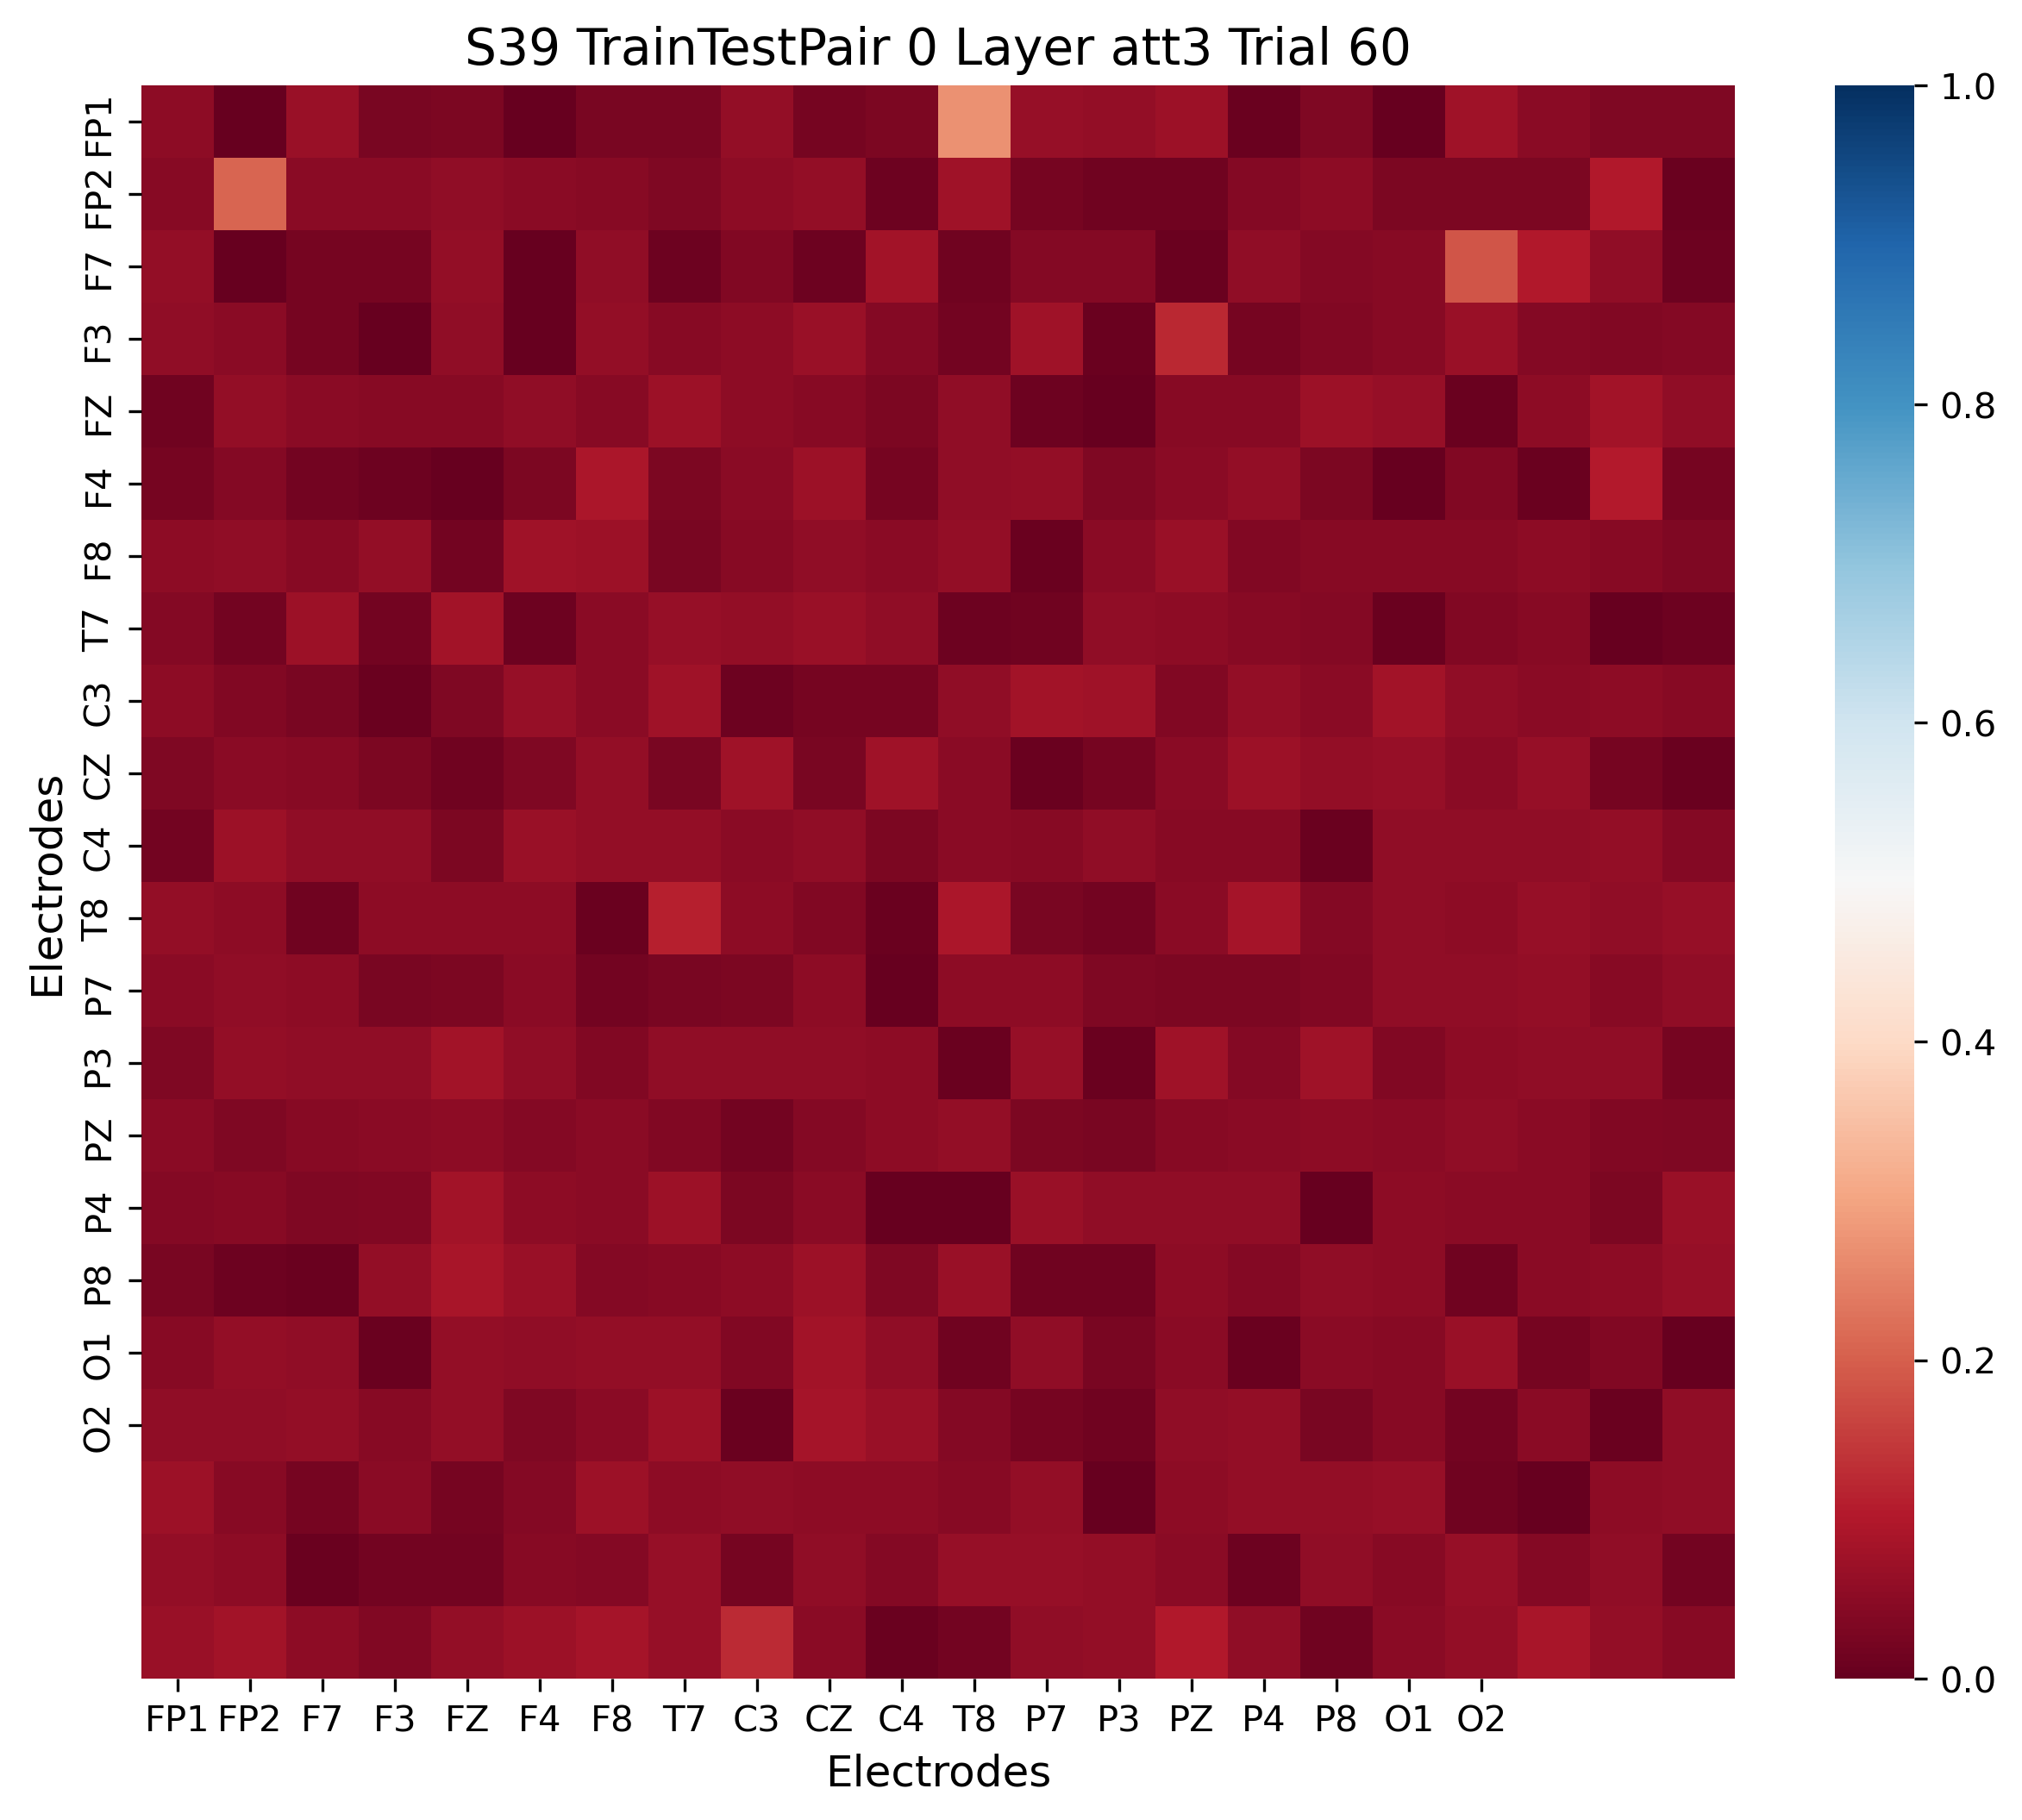 S39 TrainTestPair 0 Layer att3 Trial 60
Electrodes
FP1
FP2
F7
F3
FZ
F4
F8
T7
C3
CZ
C4
T8
P7
P3
PZ
P4
P8
O1
O2
FP1 FP2 F7 F3 FZ F4 F8 T7 C3 CZ C4 T8 P7 P3 PZ P4 P8 O1 O2
Electrodes
1.0
0.8
0.6
0.4
0.2
0.0